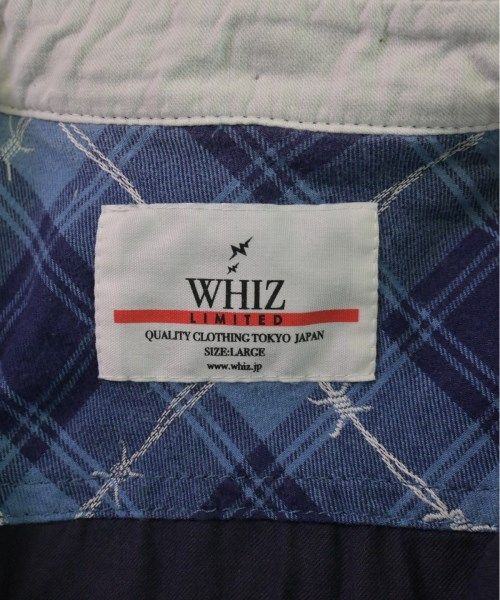 WHIZ
LIMITED
QUALITY CLOTHING TOKYO JAPAN
SIZE:LARGE
www.whiz.jp